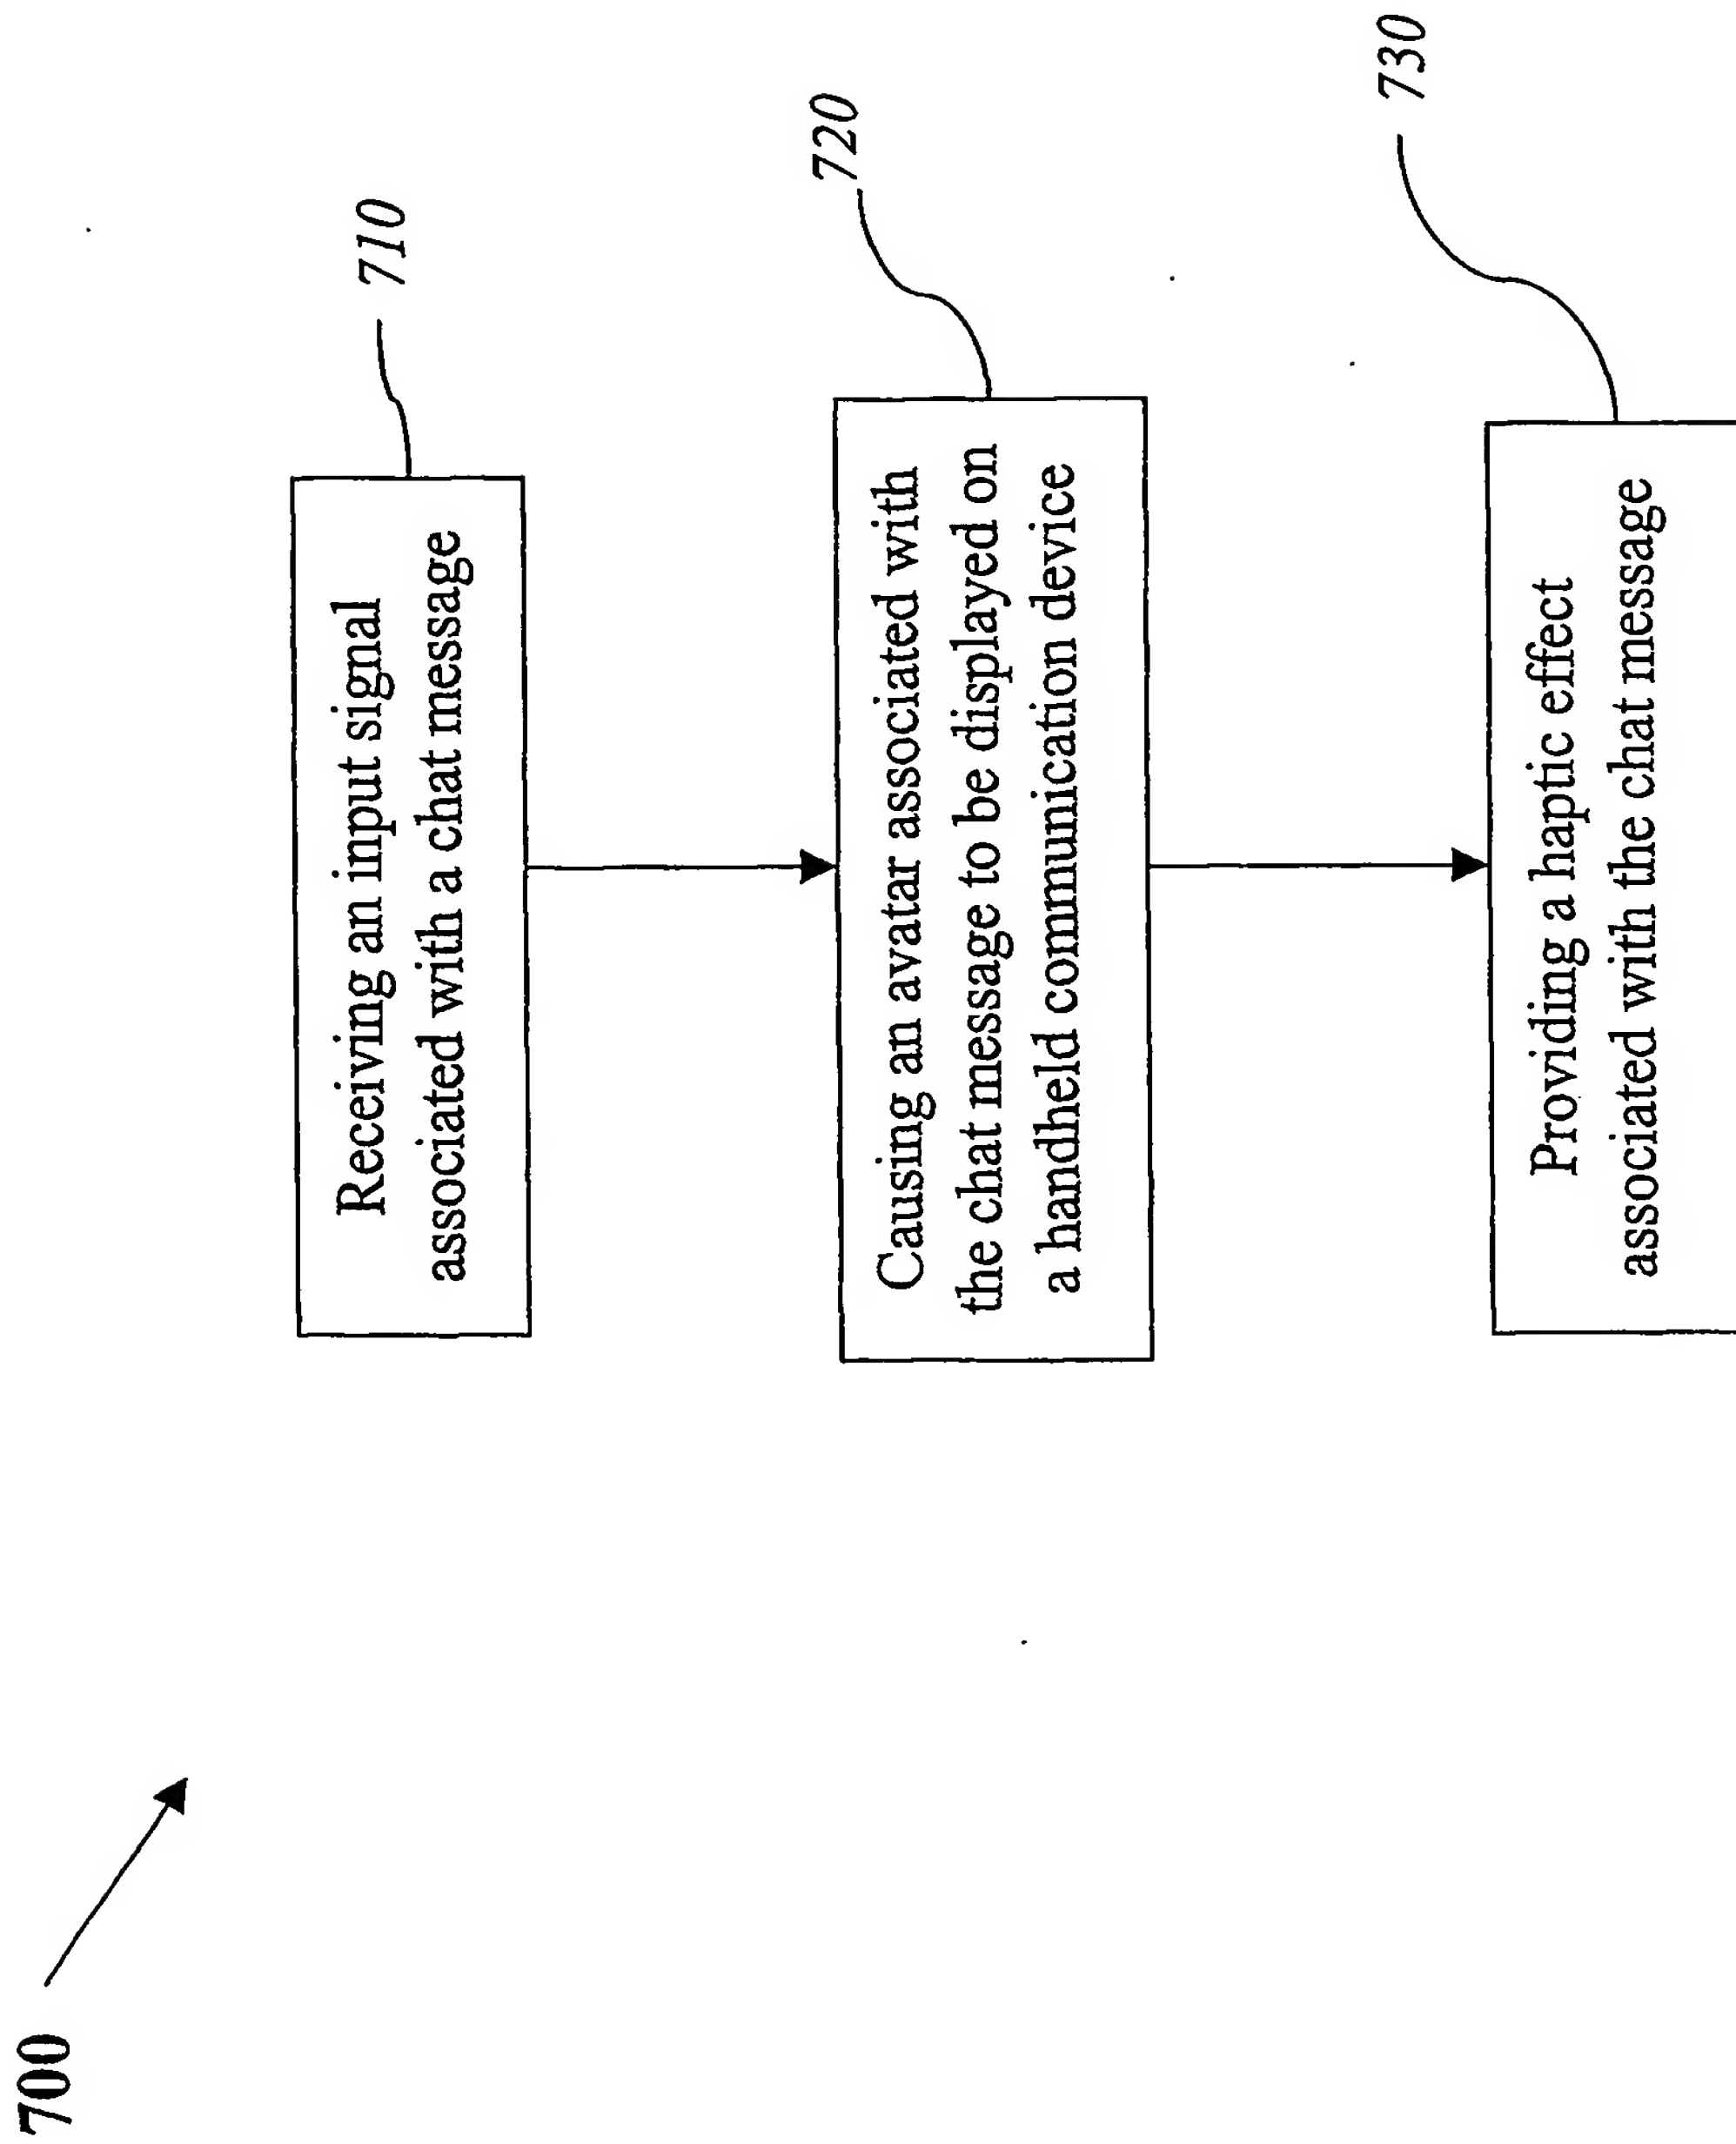 700
Receiving an input signal
associated with a chat message
710
Causing an avatar associated with
the chat message to be displayed on
a handheld communication device
720
Providing a haptic effect
associated with the chat message
730